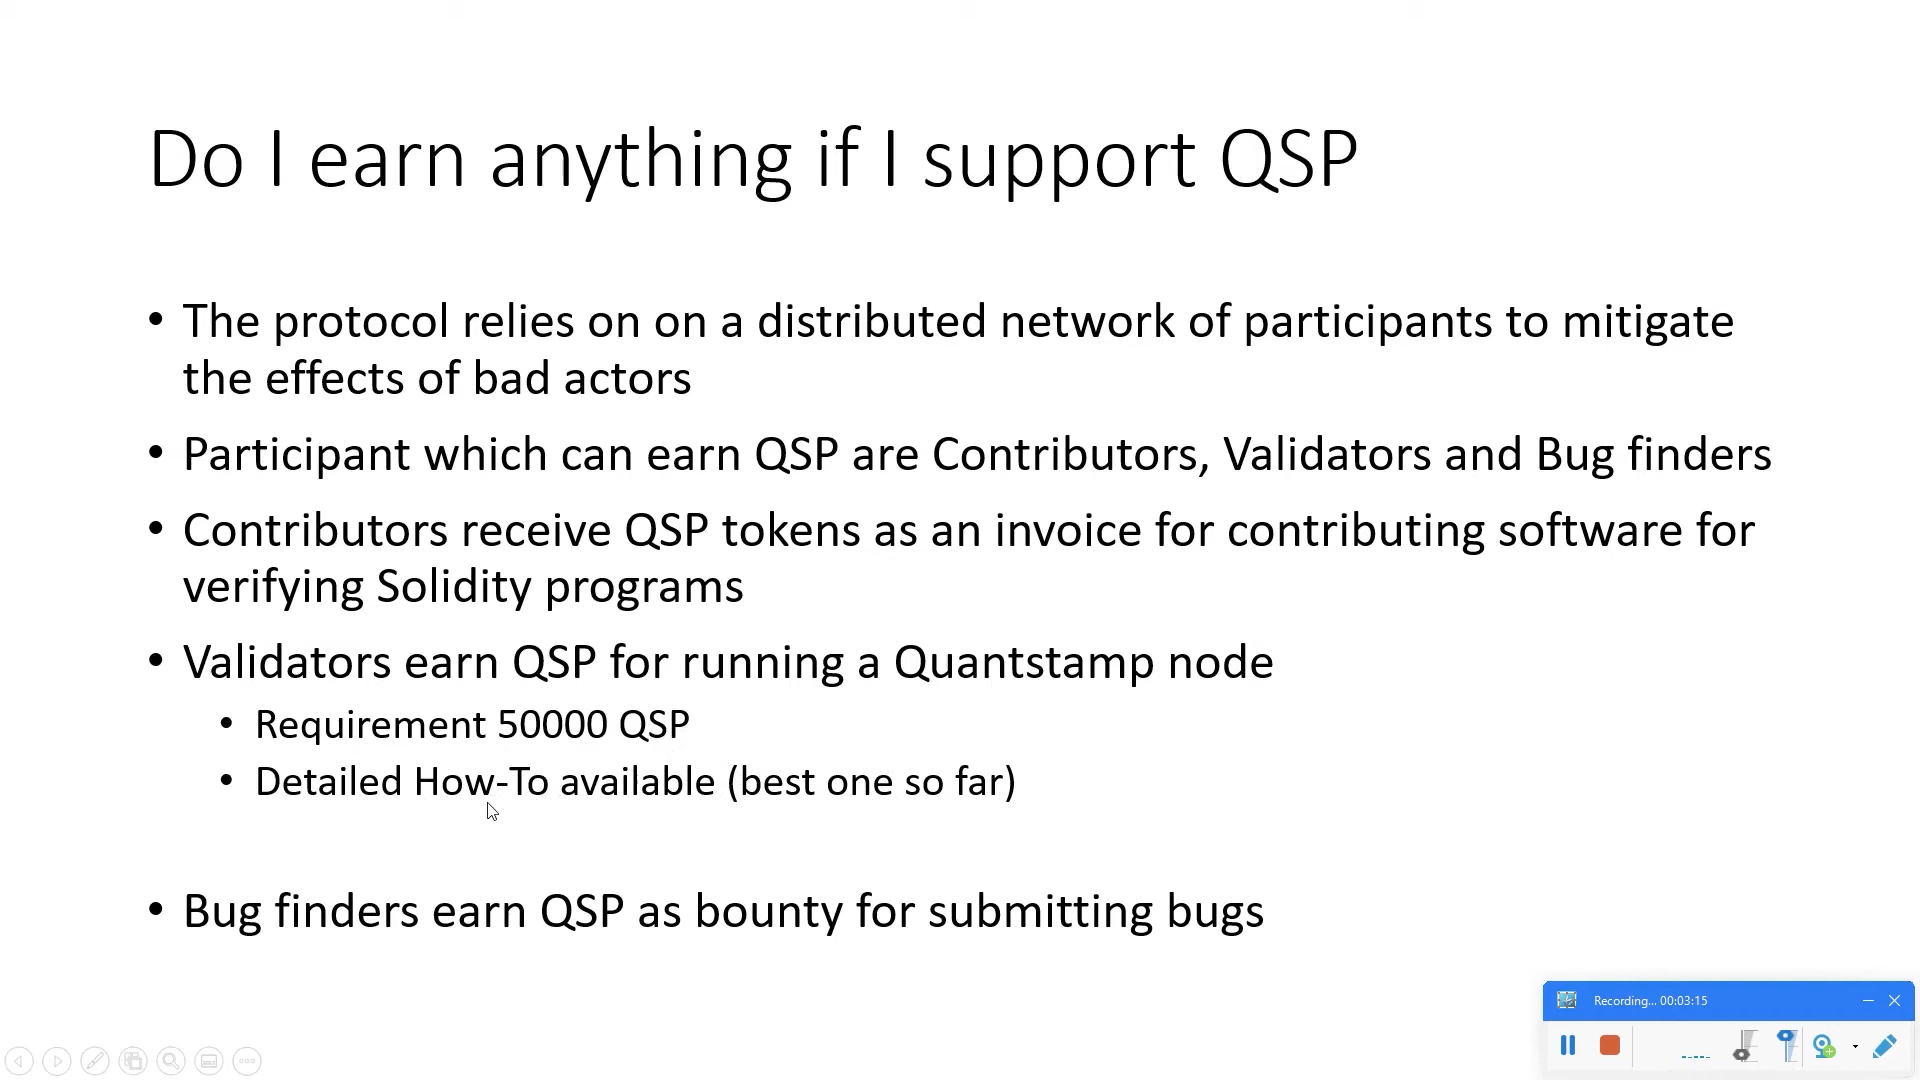 Do I earn anything if I support QSP
• The protocol relies on on a distributed network of participants to mitigate
the effects of bad actors
• Participant which can earn QSP are Contributors, Validators and Bug finders
• Contributors receive QSP tokens as an invoice for contributing software for
verifying Solidity programs
• Validators earn QSP for running a Quantstamp node
• Requirement 50000 QSP
• Detailed How-To available (best one so far)
• Bug finders earn QSP as bounty for submitting bugs
Recording... 00:03:15